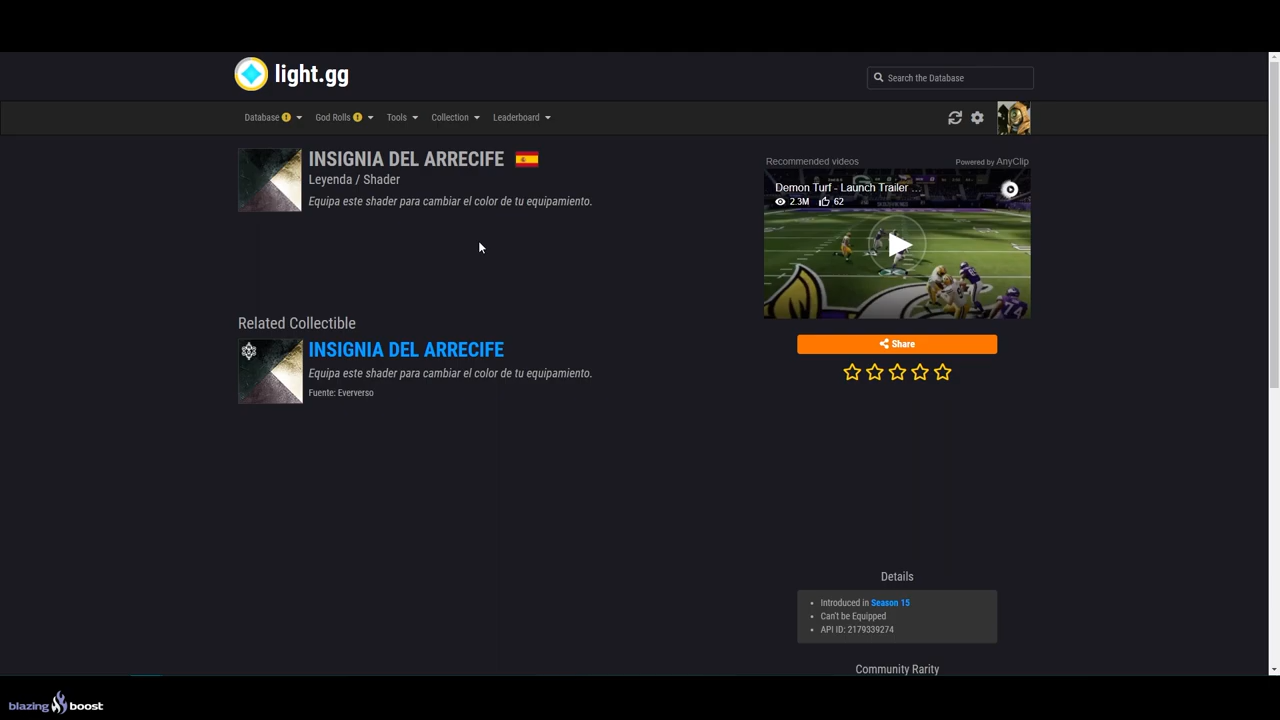 light.gg
Search the Database
Database God Rolls Tools Collection Leaderboard
INSIGNIA DEL ARRECIFE
Leyenda / Shader
Equipa este shader para cambiar el color de tu equipamiento.
Recommended videos Powered by AnyClip
Demon Turf - Launch Trailer ...
2.3M 62
Related Collectible
INSIGNIA DEL ARRECIFE
Equipa este shader para cambiar el color de tu equipamiento.
Fuente: Eververso
Share
Details
Introduced in Season 15
Can't be Equipped
API ID: 2179339274
Community Rarity
blazing boost